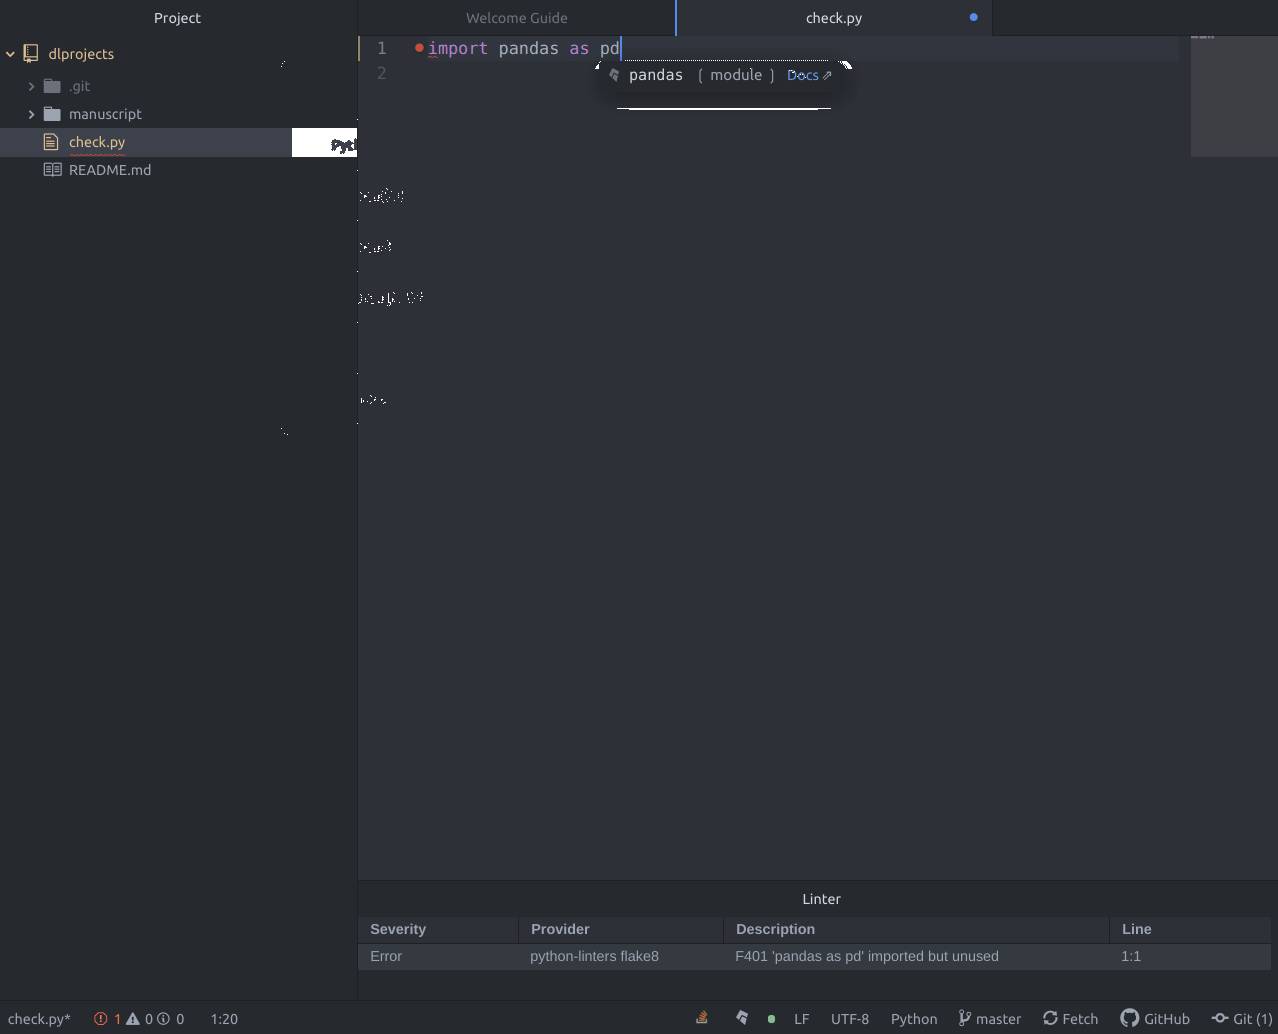 Project
Welcome Guide
check.py
dlprojects
.git
manuscript
check.py
README.md
1 import pandas as pd
2
pandas ( module ) Docs
Linter
Severity Provider Description Line
Error python-linters flake8 F401 'pandas as pd' imported but unused 1:1
check.py* 1 0 0 1:20 LF UTF-8 Python master Fetch GitHub Git (1)